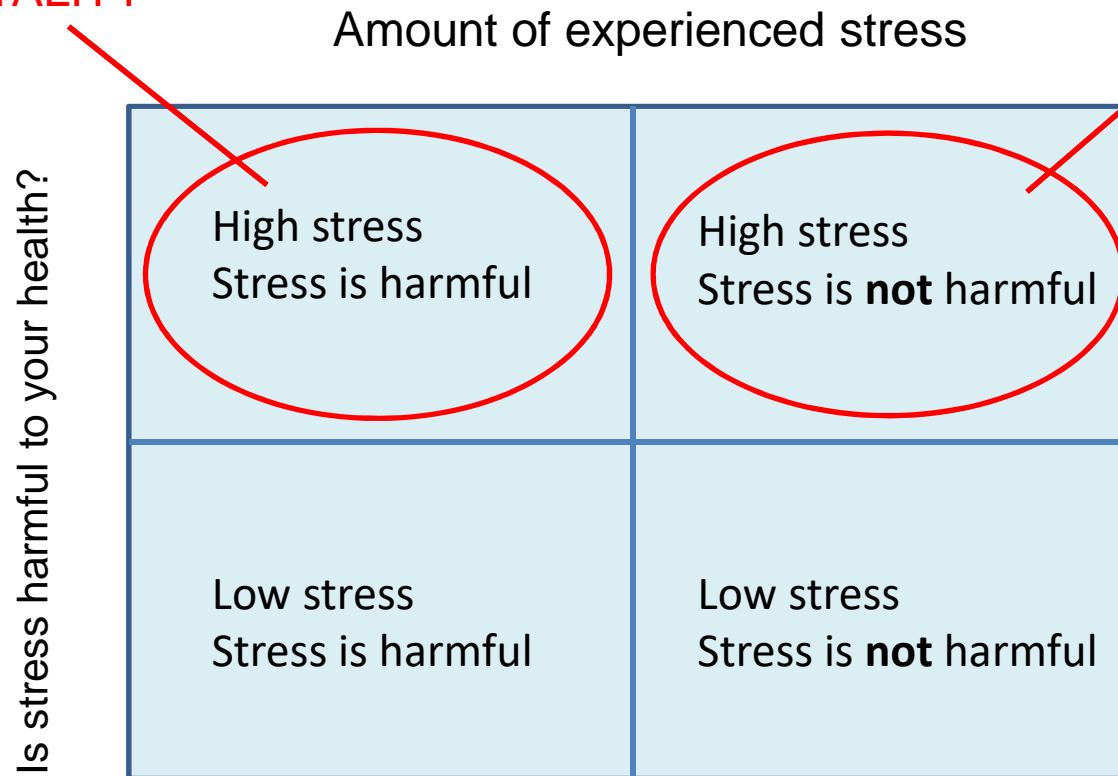 Amount of experienced stress
Is stress harmful to your health?
High stress
Stress is harmful
High stress
Stress is not harmful
Low stress
Stress is harmful
Low stress
Stress is not harmful